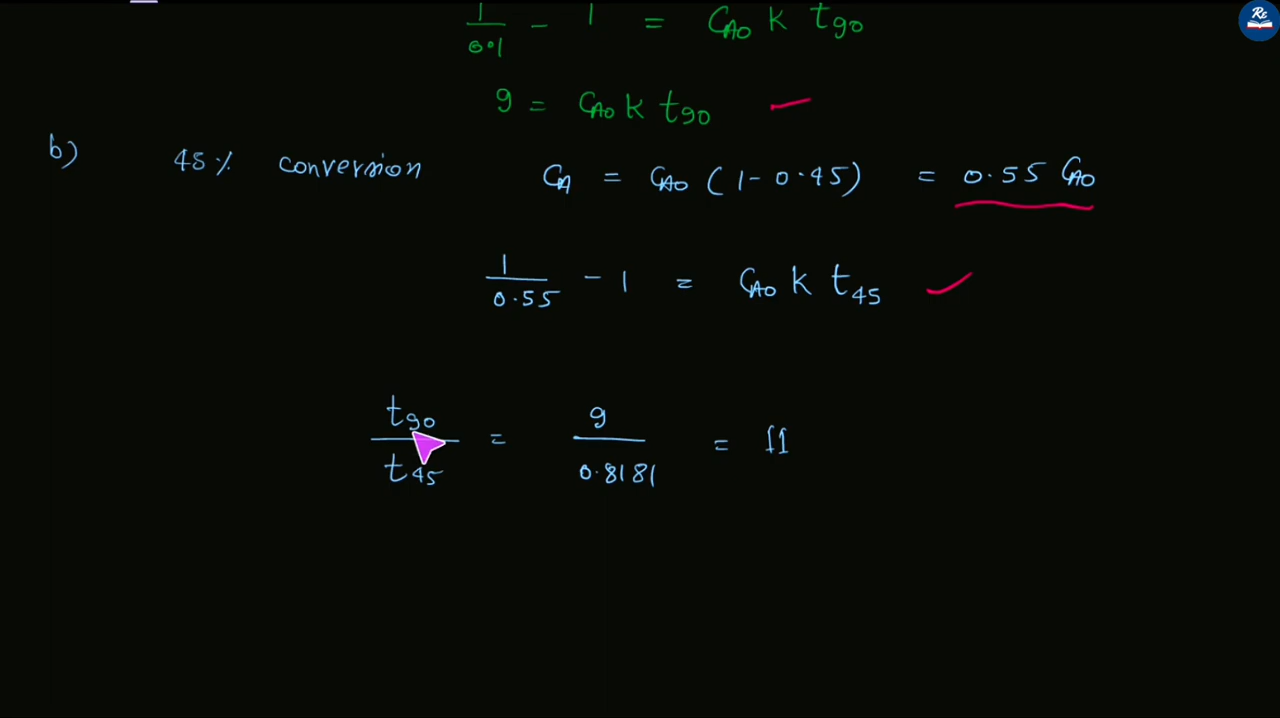 Re
1/0.1 - 1 = CA0 k t90
9 = CA0 k t90
b) 45% conversion CA = CA0 (1-0.45) = 0.55 CA0
1/0.55 - 1 = CA0 k t45
t90/t45 = 9/0.8181 = 11